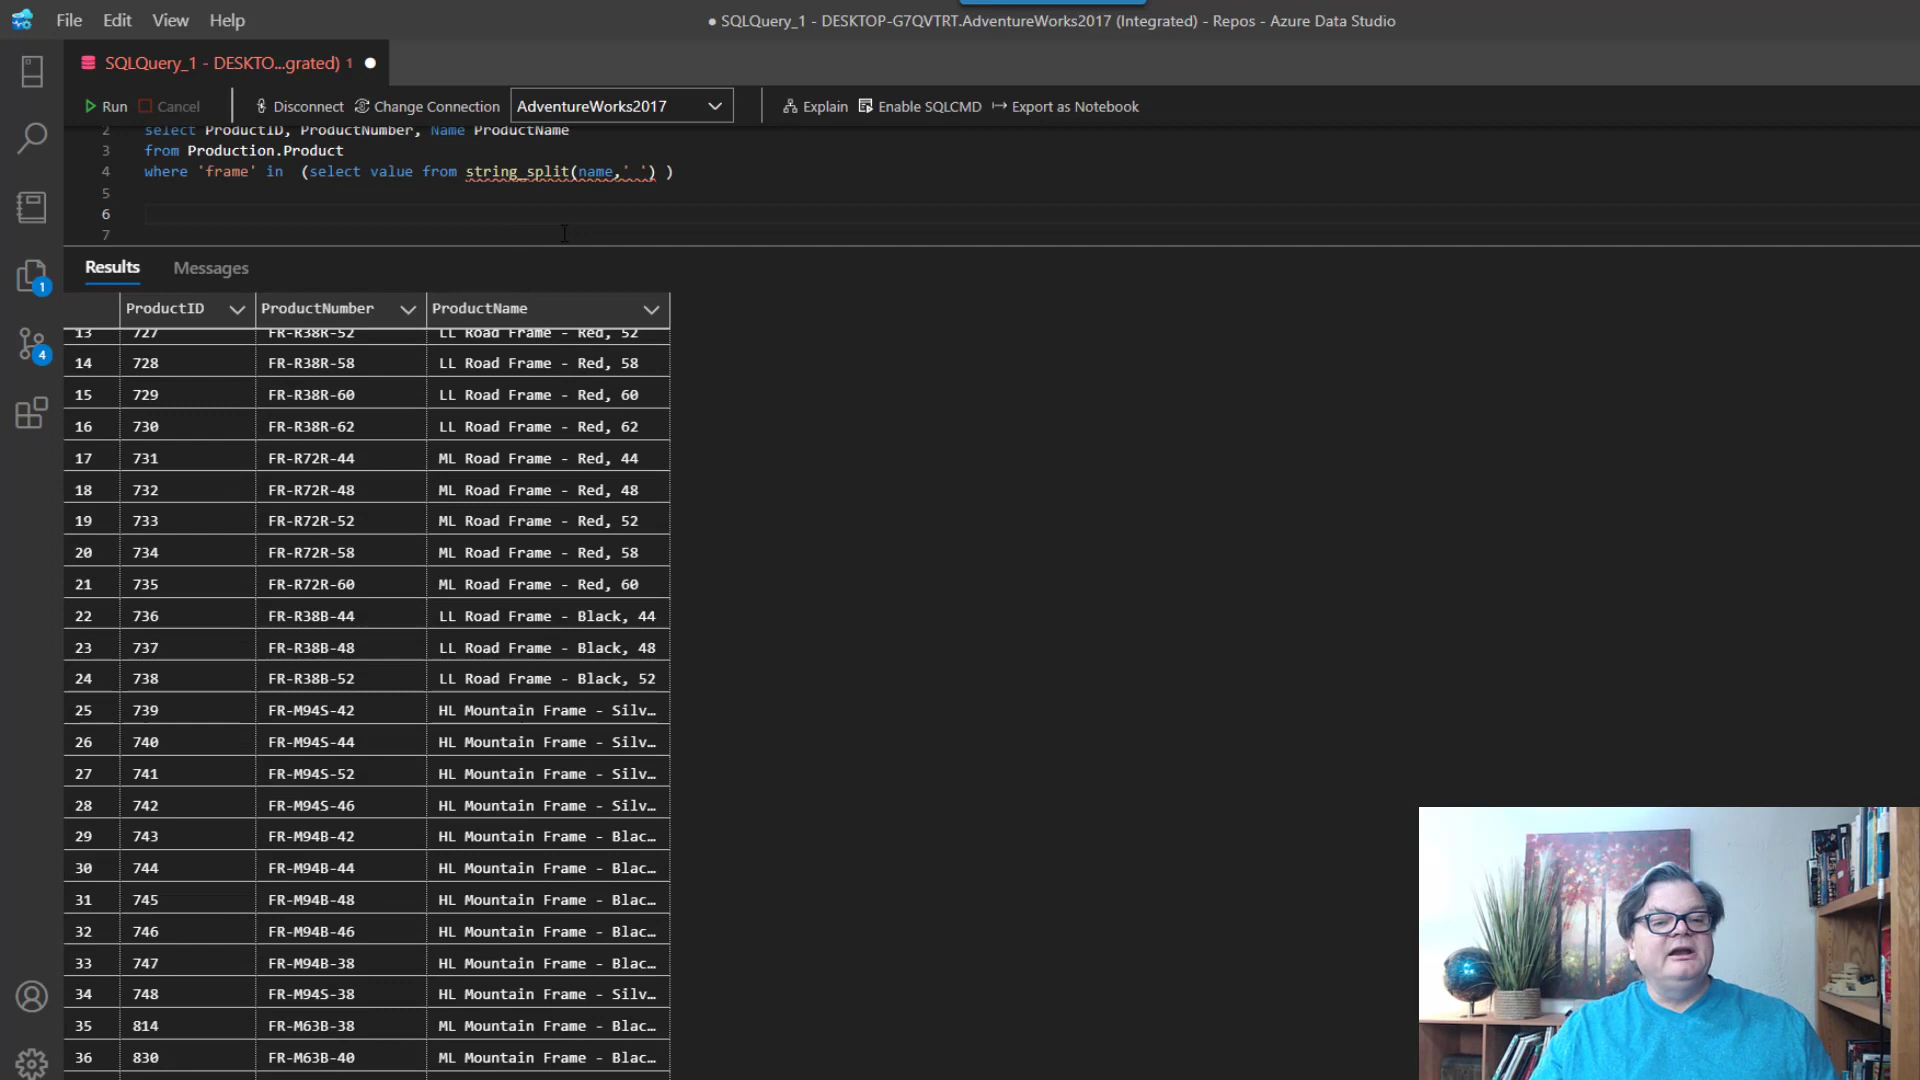 File Edit View Help
● SQLQuery_1 - DESKTOP-G7QVTRT.AdventureWorks2017 (Integrated) - Repos - Azure Data Studio
SQLQuery_1 - DESKTO...grated) 1 ●
Run Cancel Disconnect Change Connection AdventureWorks2017 Explain Enable SQLCMD Export as Notebook
2 select ProductID, ProductNumber, Name ProductName
3 from Production.Product
4 where 'frame' in (select value from string_split(name,' ') )
5
6
7
Results Messages
ProductID ProductNumber ProductName
13 727 FR-R38R-52 LL Road Frame - Red, 52
14 728 FR-R38R-58 LL Road Frame - Red, 58
15 729 FR-R38R-60 LL Road Frame - Red, 60
16 730 FR-R38R-62 LL Road Frame - Red, 62
17 731 FR-R72R-44 ML Road Frame - Red, 44
18 732 FR-R72R-48 ML Road Frame - Red, 48
19 733 FR-R72R-52 ML Road Frame - Red, 52
20 734 FR-R72R-58 ML Road Frame - Red, 58
21 735 FR-R72R-60 ML Road Frame - Red, 60
22 736 FR-R38B-44 LL Road Frame - Black, 44
23 737 FR-R38B-48 LL Road Frame - Black, 48
24 738 FR-R38B-52 LL Road Frame - Black, 52
25 739 FR-M94S-42 HL Mountain Frame - Silv…
26 740 FR-M94S-44 HL Mountain Frame - Silv…
27 741 FR-M94S-52 HL Mountain Frame - Silv…
28 742 FR-M94S-46 HL Mountain Frame - Silv…
29 743 FR-M94B-42 HL Mountain Frame - Blac…
30 744 FR-M94B-44 HL Mountain Frame - Blac…
31 745 FR-M94B-48 HL Mountain Frame - Blac…
32 746 FR-M94B-46 HL Mountain Frame - Blac…
33 747 FR-M94B-38 HL Mountain Frame - Blac…
34 748 FR-M94S-38 HL Mountain Frame - Silv…
35 814 FR-M63B-38 ML Mountain Frame - Blac…
36 830 FR-M63B-40 ML Mountain Frame - Blac…
1
4